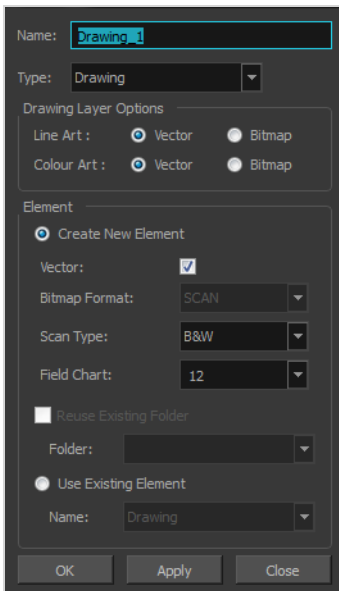 Name: Drawing_1
Type: Drawing
Drawing Layer Options
Line Art : Vector Bitmap
Colour Art : Vector Bitmap
Element
Create New Element
Vector:
Bitmap Format: SCAN
Scan Type: B&W
Field Chart: 12
Reuse Existing Folder
Folder:
Use Existing Element
Name: Drawing
OK Apply Close